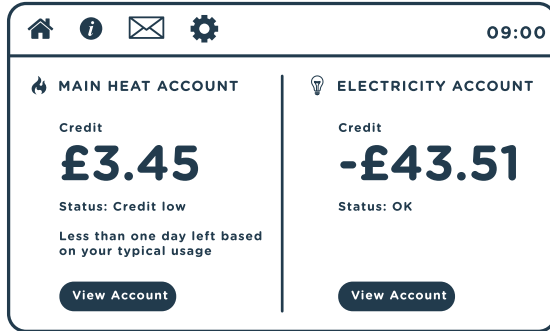 09:00
MAIN HEAT ACCOUNT
Credit
£3.45
Status: Credit low
Less than one day left based
on your typical usage
View Account
ELECTRICITY ACCOUNT
Credit
-£43.51
Status: OK
View Account